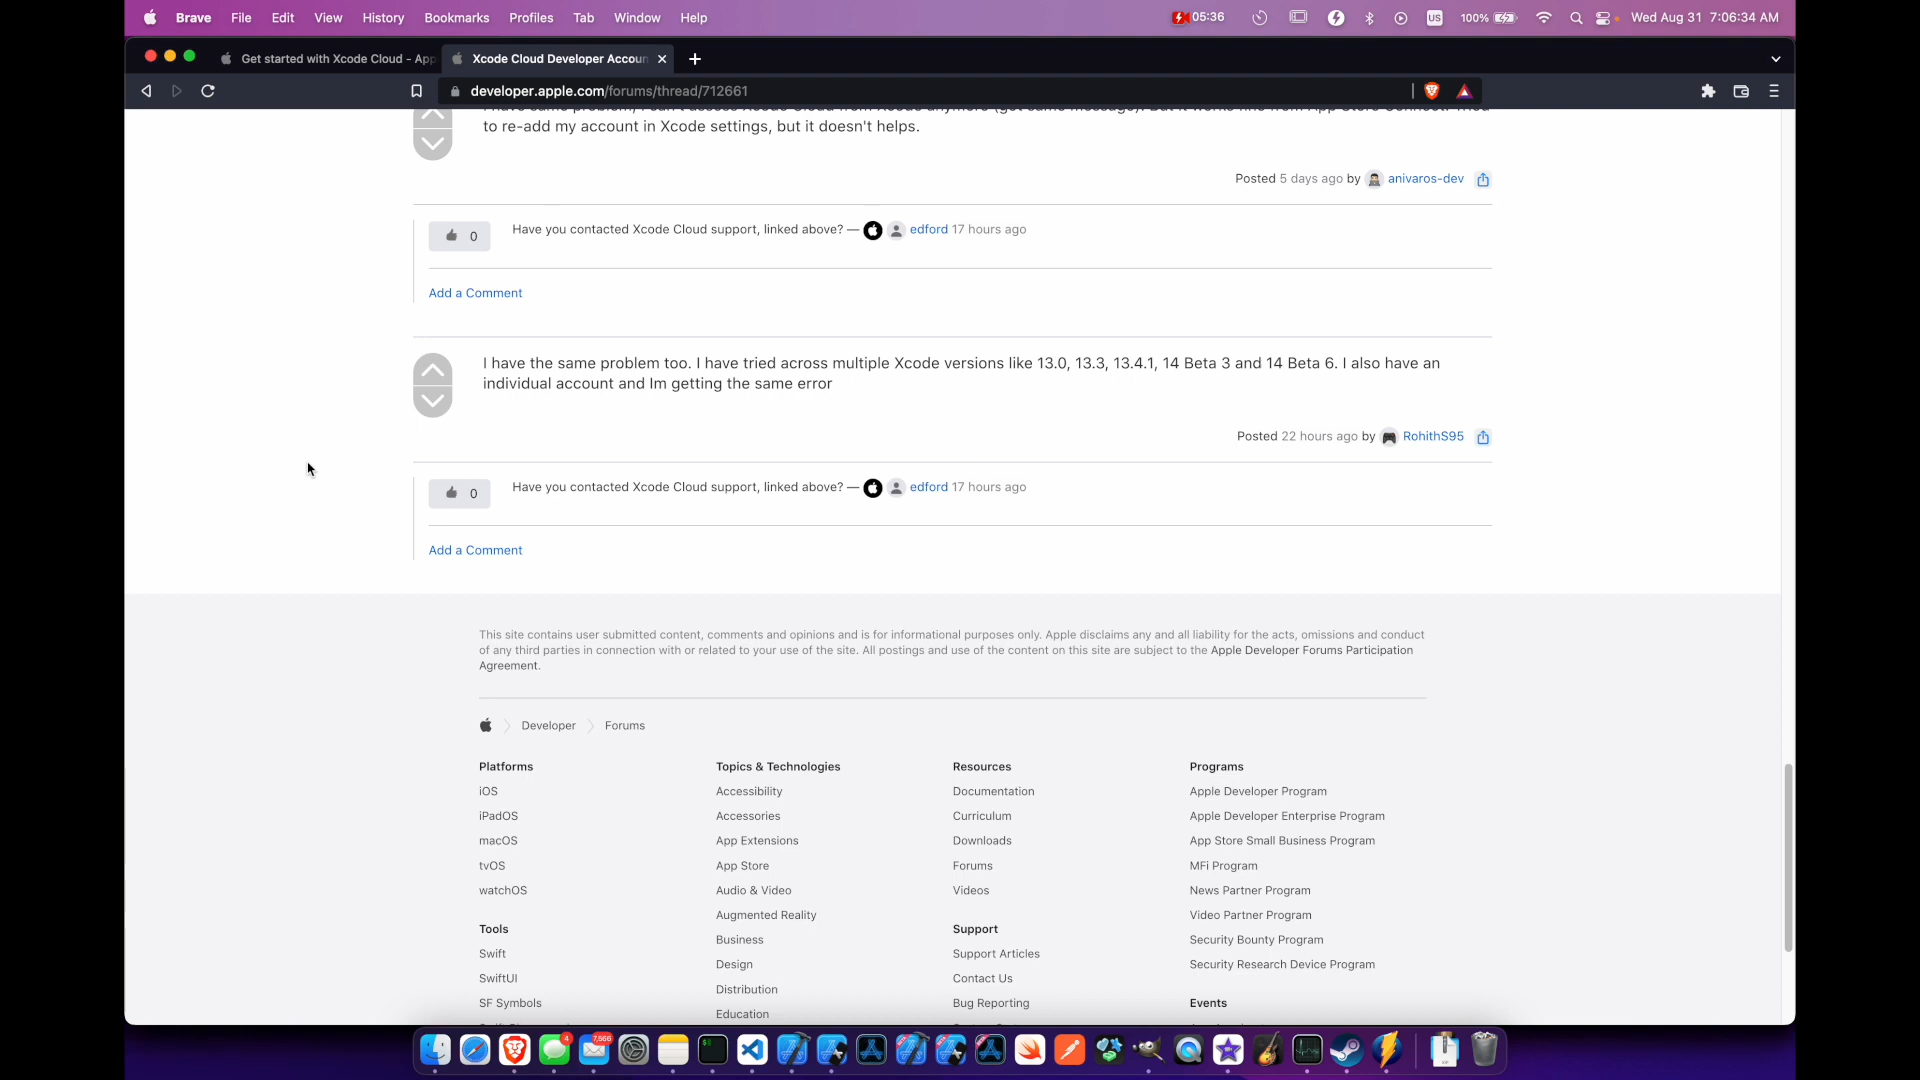 Brave File Edit View History Bookmarks Profiles Tab Window Help 05:36 US 100% Wed Aug 31 7:06:34 AM
Get started with Xcode Cloud - App Xcode Cloud Developer Accoun
developer.apple.com/forums/thread/712661
to re-add my account in Xcode settings, but it doesn't helps.
Posted 5 days ago by anivaros-dev
0 Have you contacted Xcode Cloud support, linked above? — edford 17 hours ago
Add a Comment
I have the same problem too. I have tried across multiple Xcode versions like 13.0, 13.3, 13.4.1, 14 Beta 3 and 14 Beta 6. I also have an
individual account and Im getting the same error
Posted 22 hours ago by RohithS95
0 Have you contacted Xcode Cloud support, linked above? — edford 17 hours ago
Add a Comment
This site contains user submitted content, comments and opinions and is for informational purposes only. Apple disclaims any and all liability for the acts, omissions and conduct
of any third parties in connection with or related to your use of the site. All postings and use of the content on this site are subject to the Apple Developer Forums Participation
Agreement.
Developer Forums
Platforms
iOS
iPadOS
macOS
tvOS
watchOS
Tools
Swift
SwiftUI
SF Symbols
Topics & Technologies
Accessibility
Accessories
App Extensions
App Store
Audio & Video
Augmented Reality
Business
Design
Distribution
Education
Resources
Documentation
Curriculum
Downloads
Forums
Videos
Support
Support Articles
Contact Us
Bug Reporting
Programs
Apple Developer Program
Apple Developer Enterprise Program
App Store Small Business Program
MFi Program
News Partner Program
Video Partner Program
Security Bounty Program
Security Research Device Program
Events
4
7,566